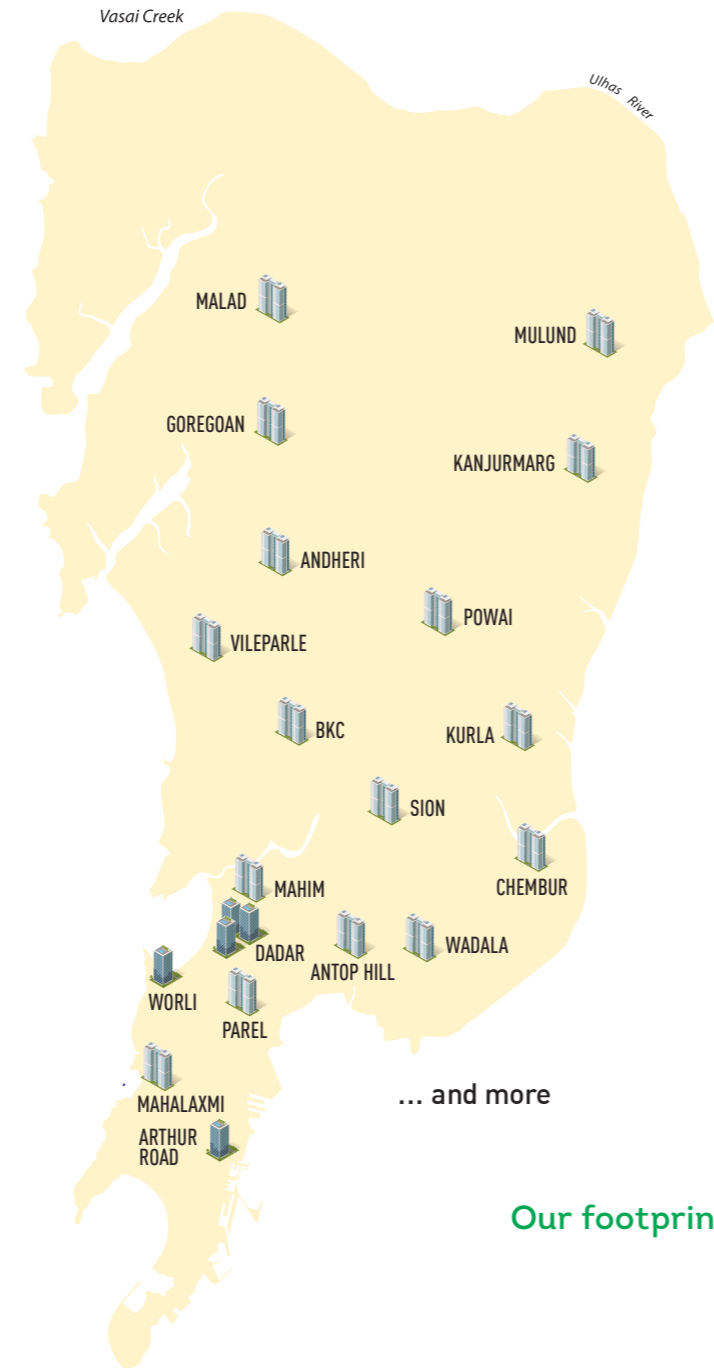 Vasai Creek
Ulhas River
MALAD
MULUND
GOREGOAN
KANJURMARG
ANDHERI
POWAI
VILEPARLE
BKC
KURLA
SION
CHEMBUR
MAHIM
DADAR
ANTOP HILL
WADALA
WORLI
PAREL
MAHALAXMI
... and more
ARTHUR
ROAD
Our footprin